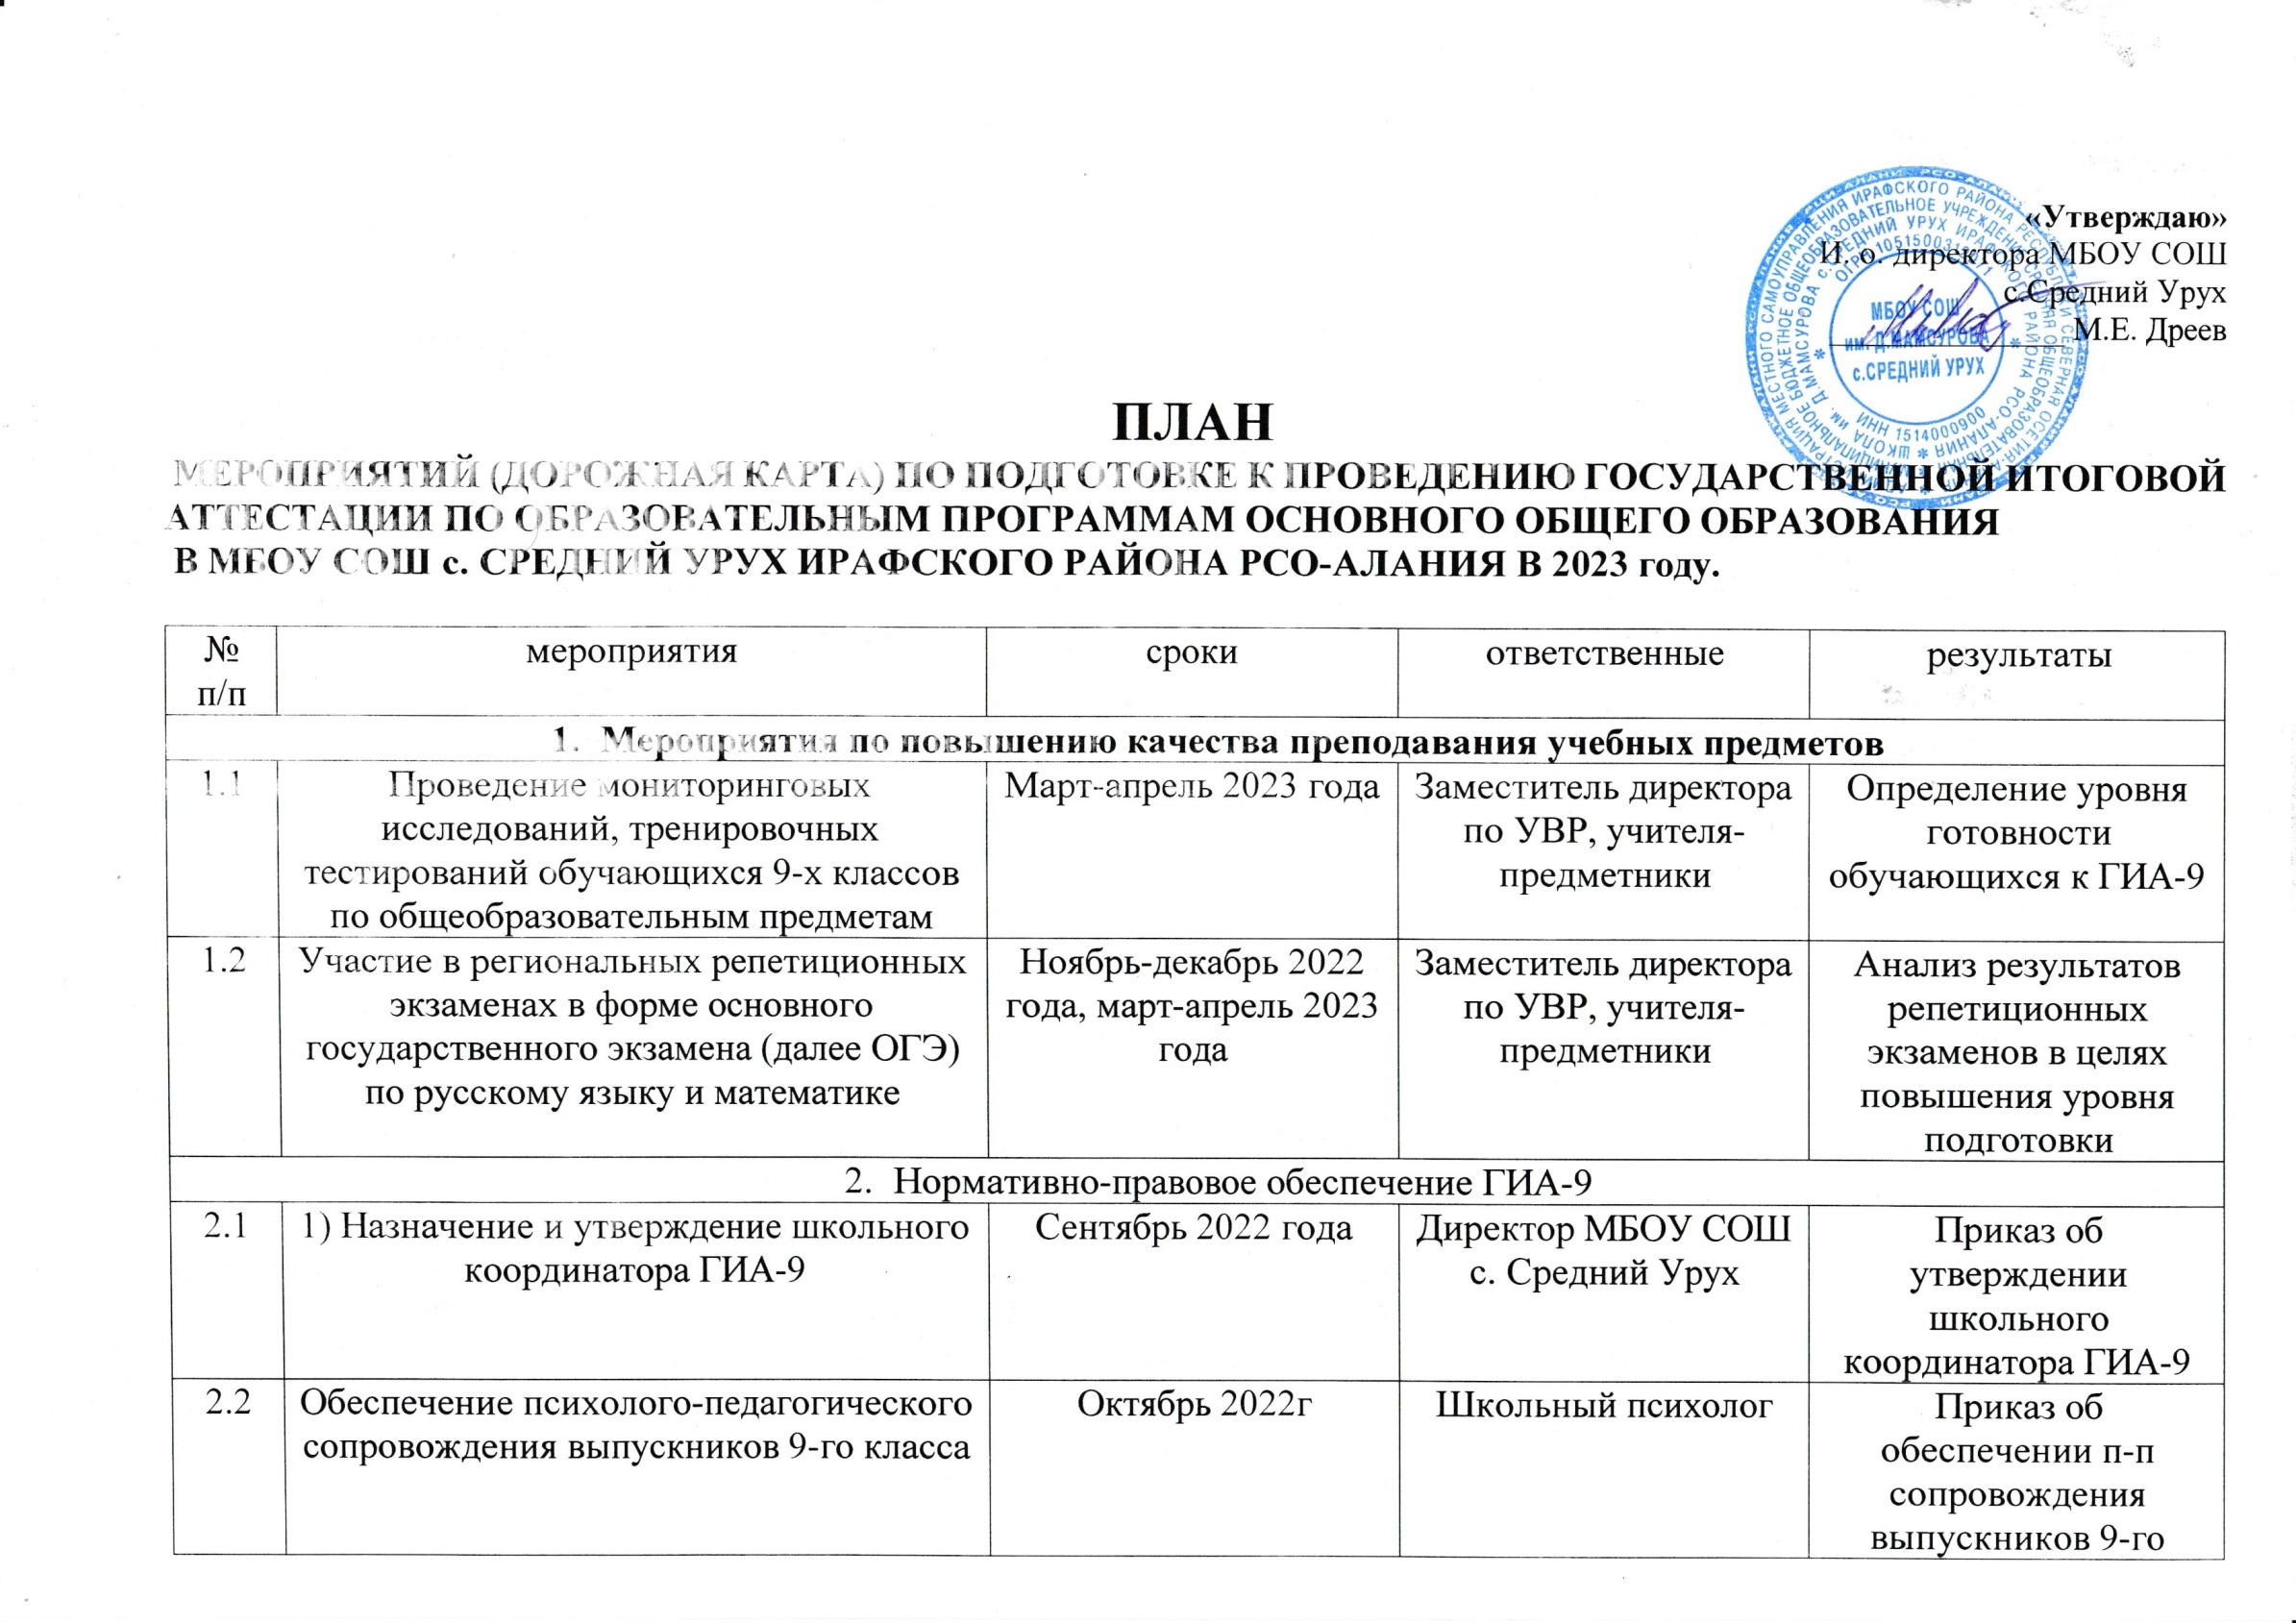 «Утверждаю»
И. о. директора МБОУ СОШ
с.Средний Урух
М.Е. Дреев
МБОУ СОШ
им. Д.МАМСУРОВА
с.СРЕДНИЙ УРУХ
ИНН 1514000900
ПЛАН
МЕРОПРИЯТИЙ (ДОРОЖНАЯ КАРТА) ПО ПОДГОТОВКЕ К ПРОВЕДЕНИЮ ГОСУДАРСТВЕННОЙ ИТОГОВОЙ
АТТЕСТАЦИИ ПО ОБРАЗОВАТЕЛЬНЫМ ПРОГРАММАМ ОСНОВНОГО ОБЩЕГО ОБРАЗОВАНИЯ
В МБОУ СОШ с. СРЕДНИЙ УРУХ ИРАФСКОГО РАЙОНА РСО-АЛАНИЯ В 2023 году.
№
п/п
мероприятия
сроки
ответственные
результаты
1. Мероприятия по повышению качества преподавания учебных предметов
1.1
Проведение мониторинговых
исследований, тренировочных
тестирований обучающихся 9-х классов
по общеобразовательным предметам
Март-апрель 2023 года
Заместитель директора
по УВР, учителя-
предметники
Определение уровня
готовности
обучающихся к ГИА-9
1.2
Участие в региональных репетиционных
экзаменах в форме основного
государственного экзамена (далее ОГЭ)
по русскому языку и математике
Ноябрь-декабрь 2022
года, март-апрель 2023
года
Заместитель директора
по УВР, учителя-
предметники
Анализ результатов
репетиционных
экзаменов в целях
повышения уровня
подготовки
2. Нормативно-правовое обеспечение ГИА-9
2.1
1) Назначение и утверждение школьного
координатора ГИА-9
Сентябрь 2022 года
Директор МБОУ СОШ
с. Средний Урух
Приказ об
утверждении
школьного
координатора ГИА-9
2.2
Обеспечение психолого-педагогического
сопровождения выпускников 9-го класса
Октябрь 2022г
Школьный психолог
Приказ об
обеспечении п-п
сопровождения
выпускников 9-го